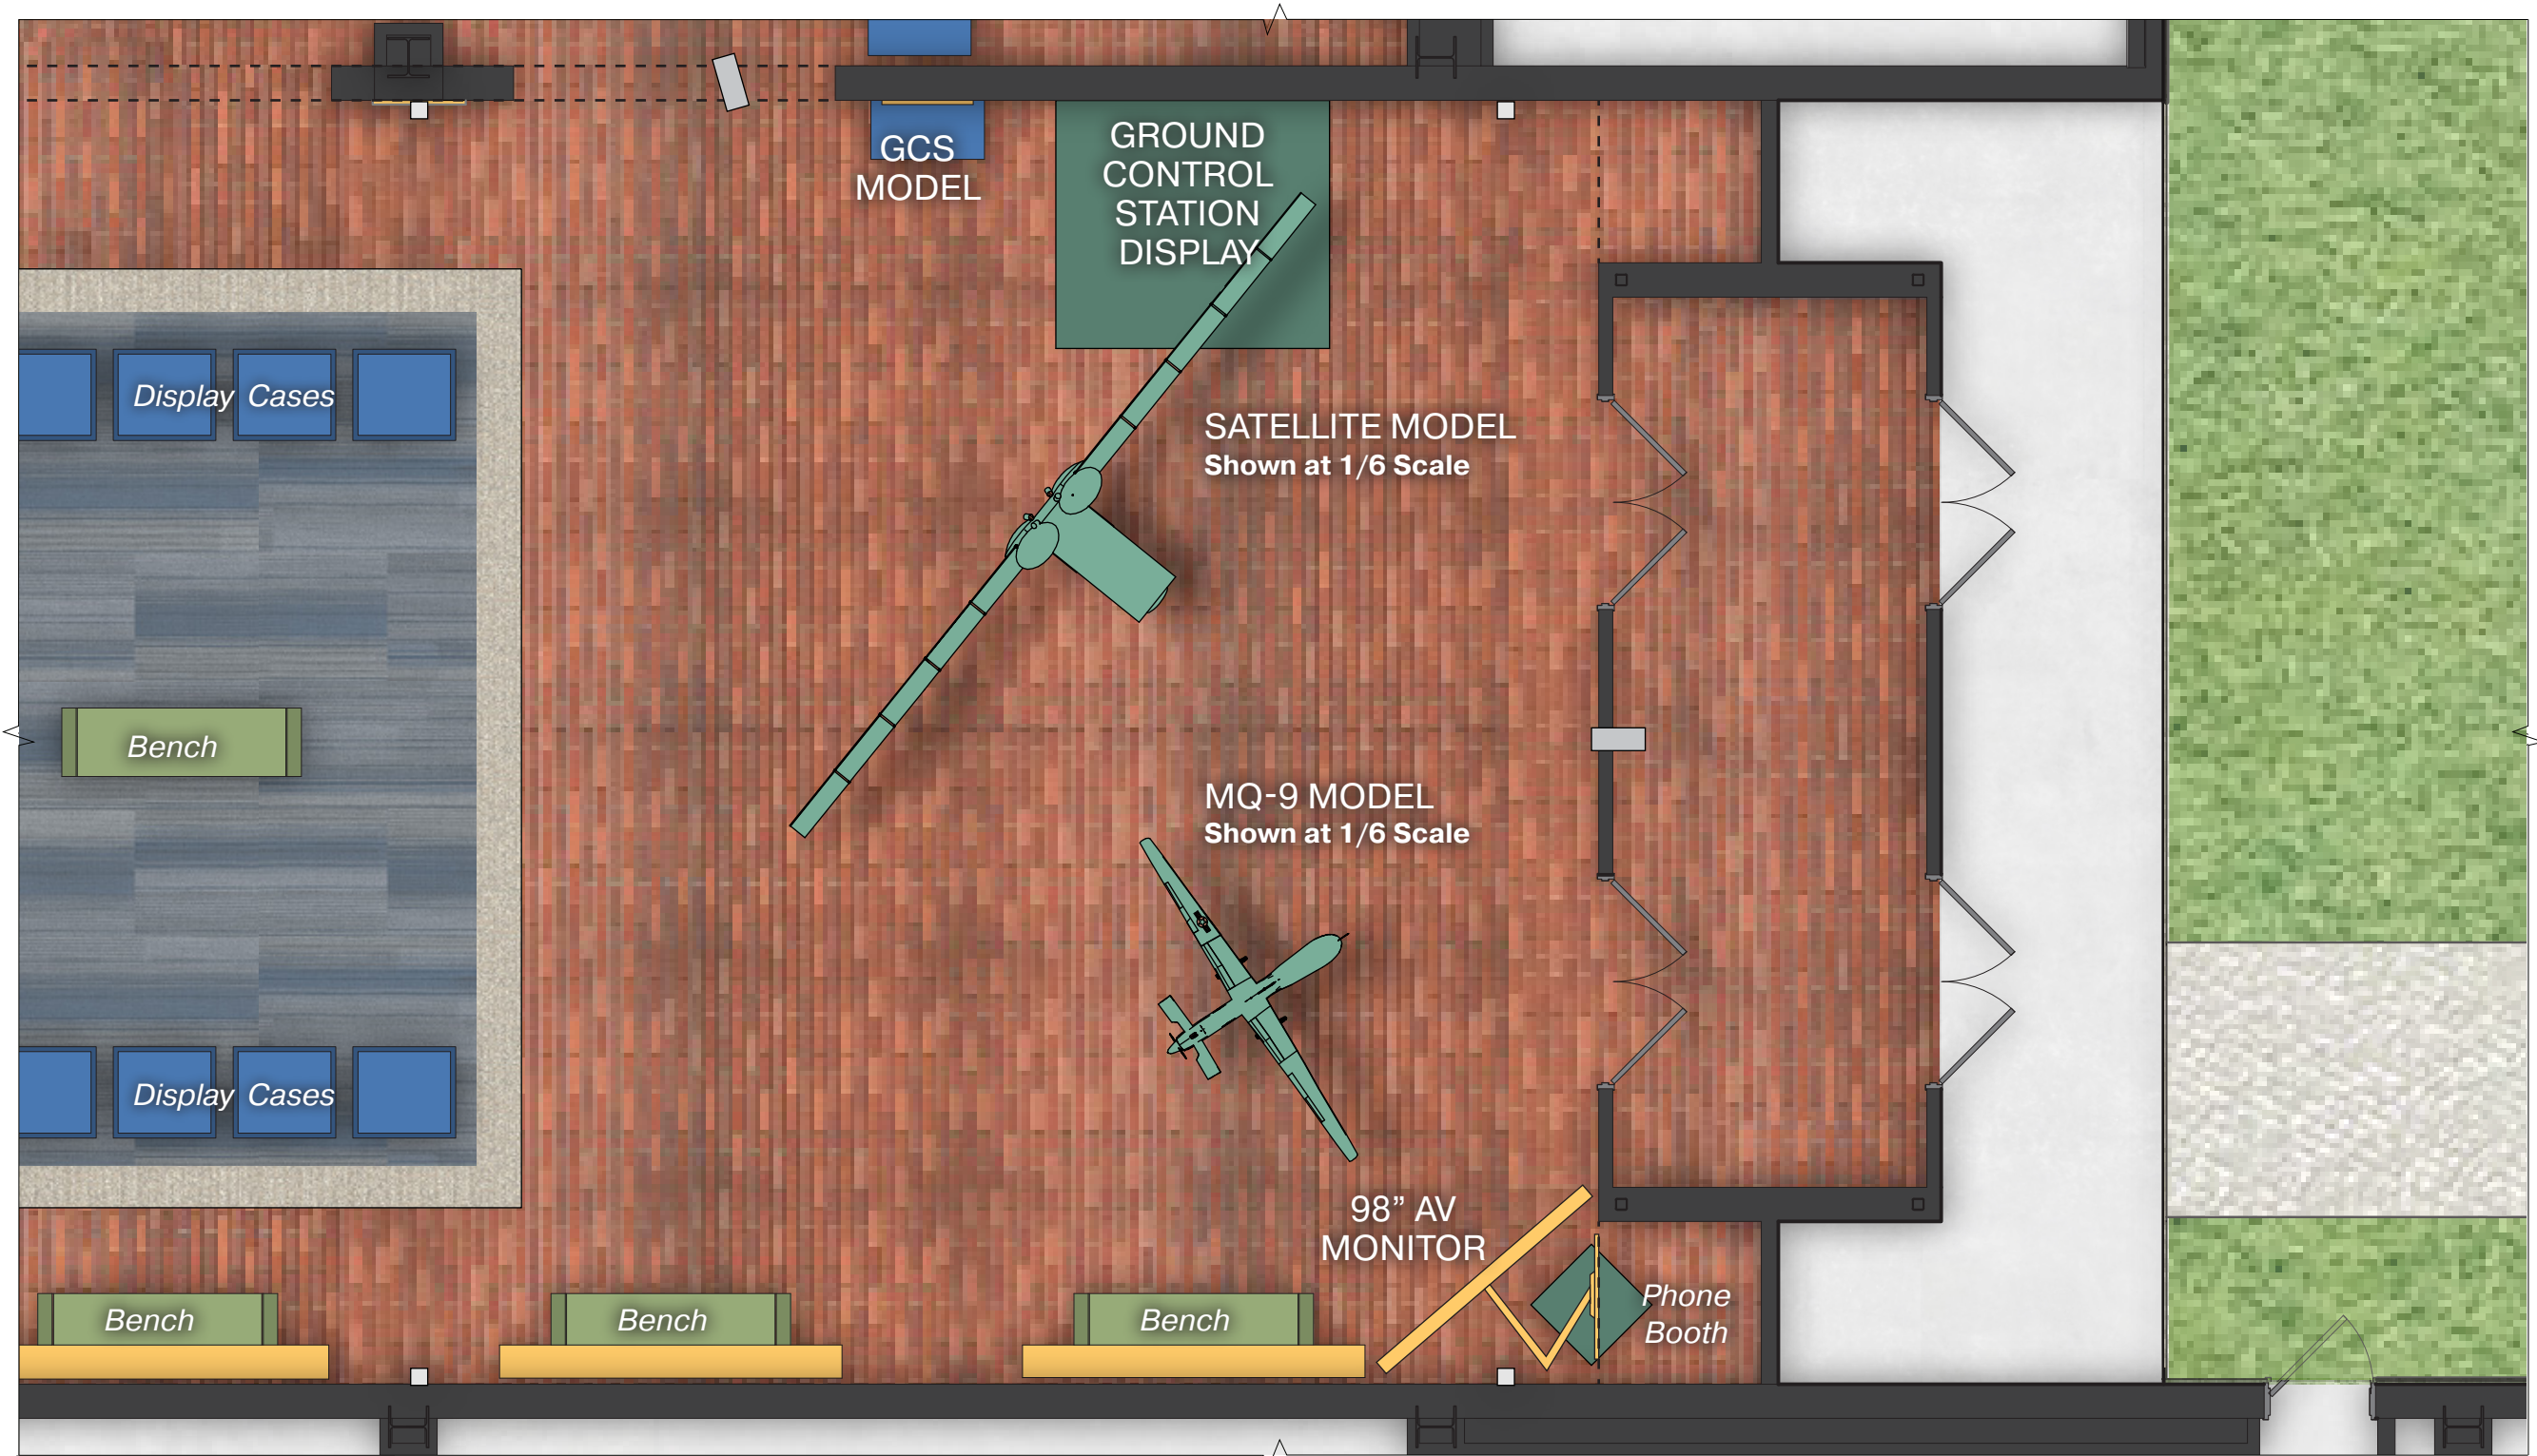 GCS
MODEL
GROUND
CONTROL
STATION
DISPLAY
Display Cases
SATELLITE MODEL
Shown at 1/6 Scale
Bench
MQ-9 MODEL
Shown at 1/6 Scale
Display Cases
98” AV
MONITOR
Bench
Bench
Bench
Phone
Booth